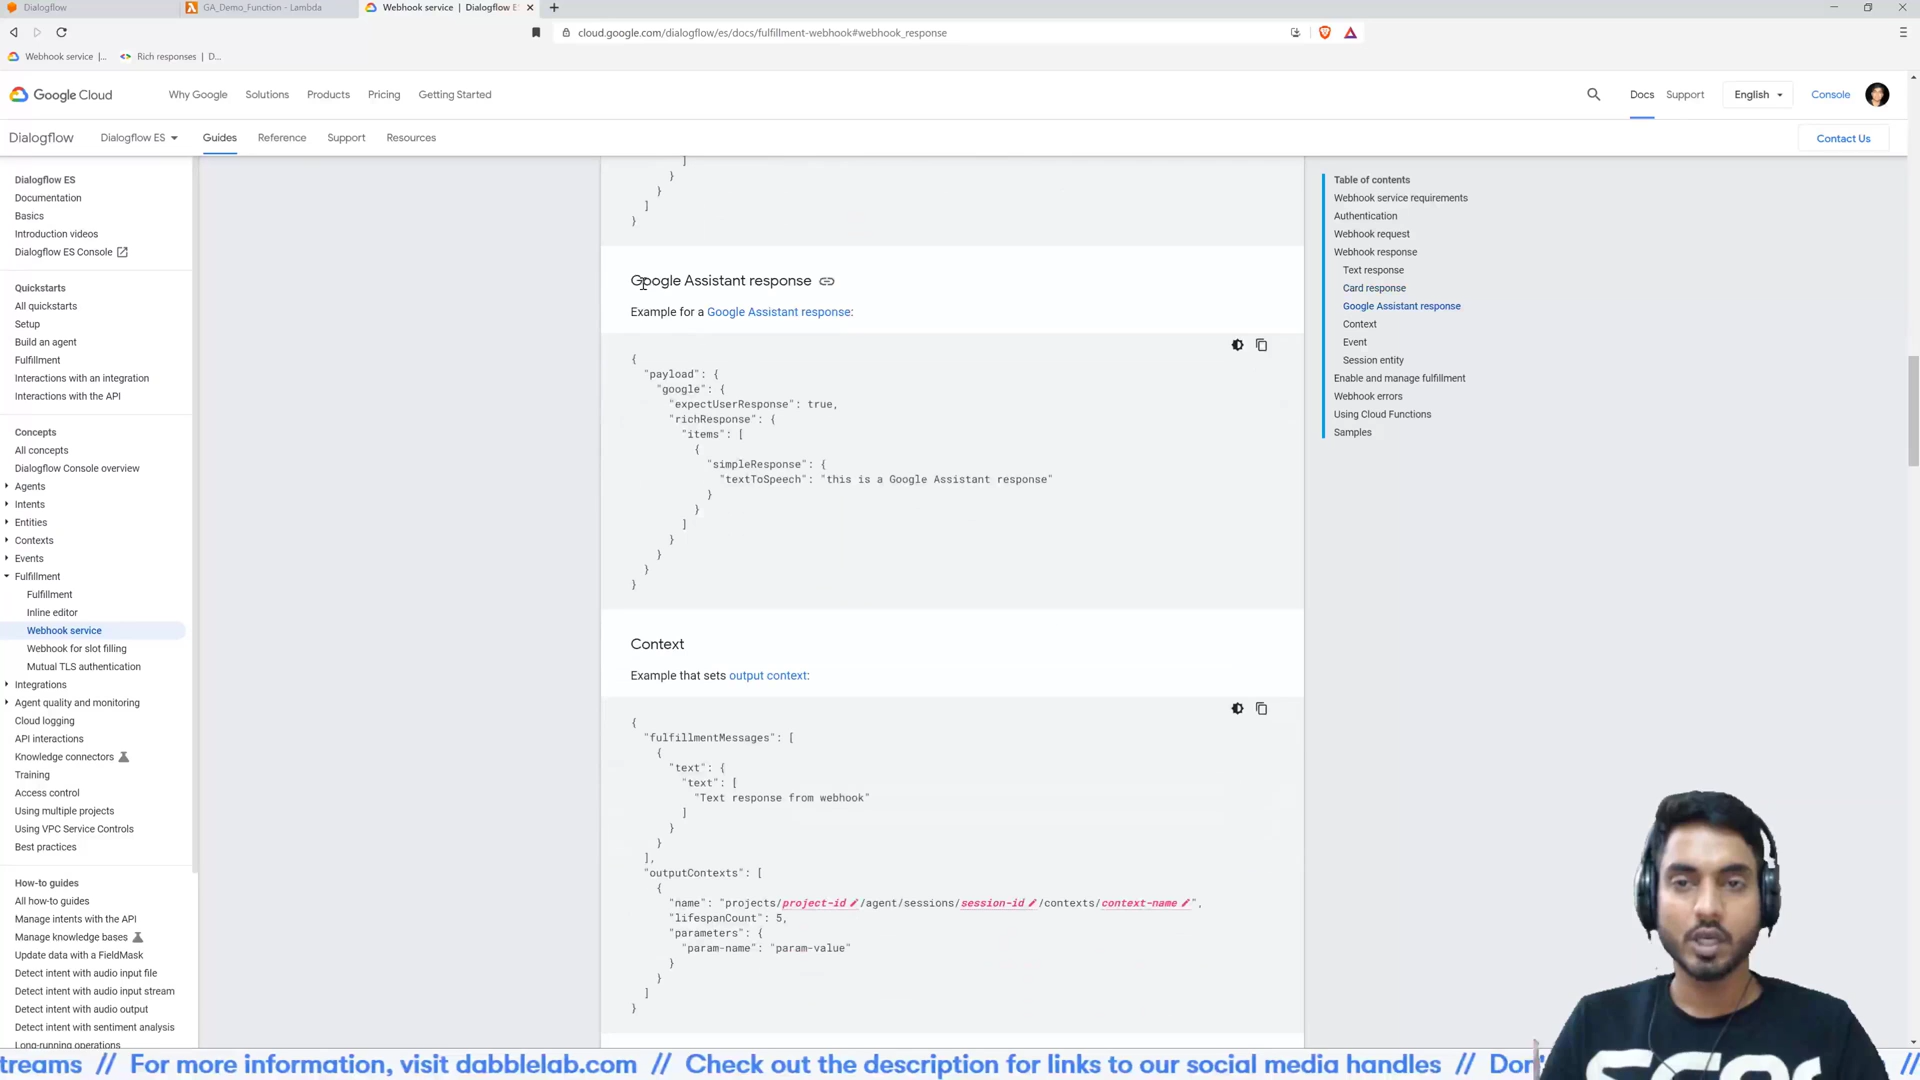 Dialogflow
GA_Demo_Function - Lambda
Webhook service | Dialogflow E
cloud.google.com/dialogflow/es/docs/fulfillment-webhook#webhook_response
Webhook service |...
Rich responses | D...
Google Cloud
Why Google
Solutions
Products
Pricing
Getting Started
Docs
Support
English
Console
Dialogflow
Dialogflow ES
Guides
Reference
Support
Resources
Contact Us
Dialogflow ES
Documentation
Basics
Introduction videos
Dialogflow ES Console
Quickstarts
All quickstarts
Setup
Build an agent
Fulfillment
Interactions with an integration
Interactions with the API
Concepts
All concepts
Dialogflow Console overview
Agents
Intents
Entities
Contexts
Events
Fulfillment
Fulfillment
Inline editor
Webhook service
Webhook for slot filling
Mutual TLS authentication
Integrations
Agent quality and monitoring
Cloud logging
API interactions
Knowledge connectors
Training
Access control
Using multiple projects
Using VPC Service Controls
Best practices
How-to guides
All how-to guides
Manage intents with the API
Manage knowledge bases
Update data with a FieldMask
Detect intent with audio input file
Detect intent with audio input stream
Detect intent with audio output
Detect intent with sentiment analysis
Long-running operations
]
}
}
]
}
Google Assistant response
Example for a Google Assistant response:
{
"payload": {
"google": {
"expectUserResponse": true,
"richResponse": {
"items": [
{
"simpleResponse": {
"textToSpeech": "this is a Google Assistant response"
}
}
]
}
}
}
}
Context
Example that sets output context:
{
"fulfillmentMessages": [
{
"text": {
"text": [
"Text response from webhook"
]
}
}
],
"outputContexts": [
{
"name": "projects/project-id/agent/sessions/session-id/contexts/context-name",
"lifespanCount": 5,
"parameters": {
"param-name": "param-value"
}
}
]
}
Table of contents
Webhook service requirements
Authentication
Webhook request
Webhook response
Text response
Card response
Google Assistant response
Context
Event
Session entity
Enable and manage fulfillment
Webhook errors
Using Cloud Functions
Samples
treams // For more information, visit dabblelab.com // Check out the description for links to our social media handles // Don' //